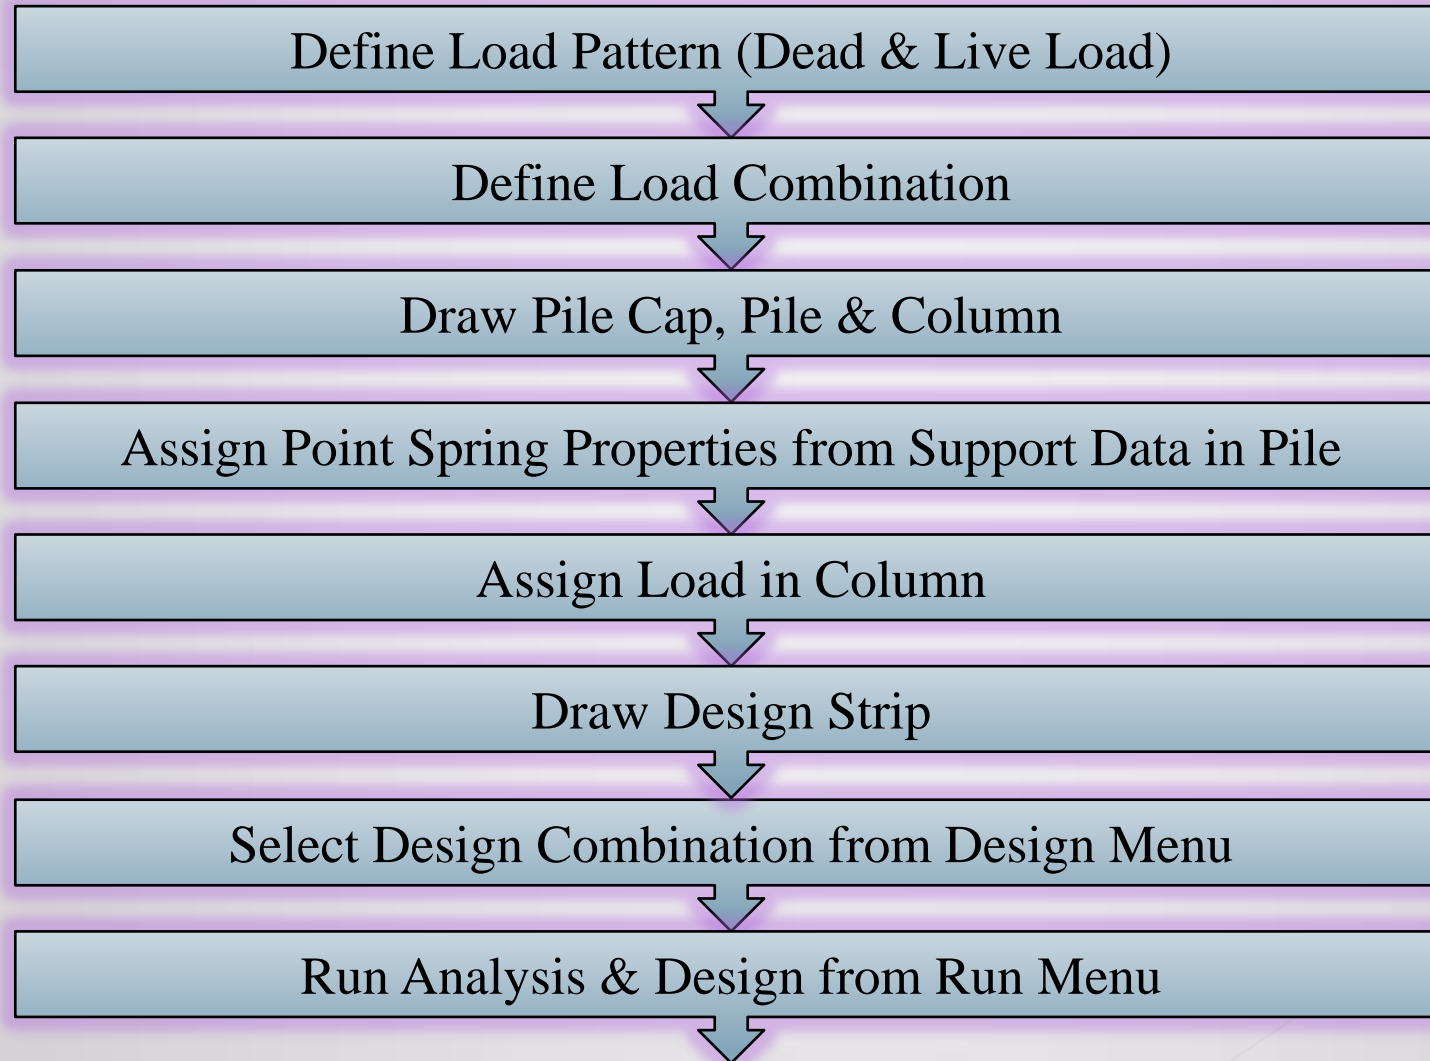 Define Load Pattern (Dead & Live Load)
Define Load Combination
Draw Pile Cap, Pile & Column
Assign Point Spring Properties from Support Data in Pile
Assign Load in Column
Draw Design Strip
Select Design Combination from Design Menu
Run Analysis & Design from Run Menu